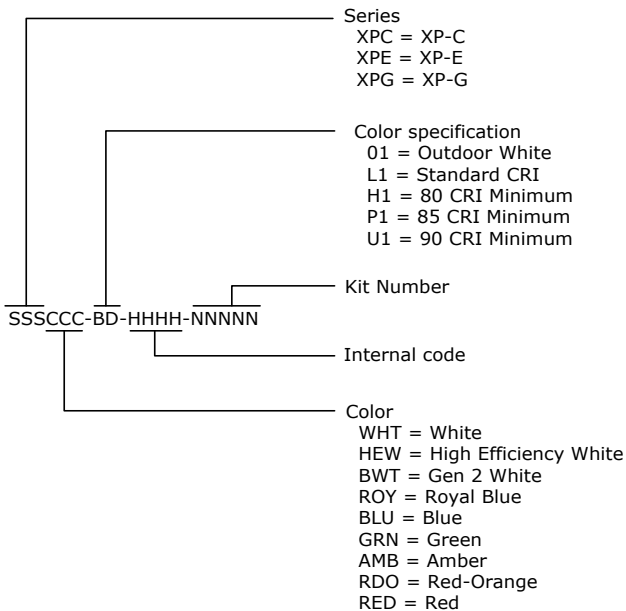 Series
XPC = XP-C
XPE = XP-E
XPG = XP-G
Color specification
01 = Outdoor White
L1 = Standard CRI
H1 = 80 CRI Minimum
P1 = 85 CRI Minimum
U1 = 90 CRI Minimum
Kit Number
SSSCCC-BD-HHHH-NNNNN
Internal code
Color
WHT = White
HEW = High Efficiency White
BWT = Gen 2 White
ROY = Royal Blue
BLU = Blue
GRN = Green
AMB = Amber
RDO = Red-Orange
RED = Red